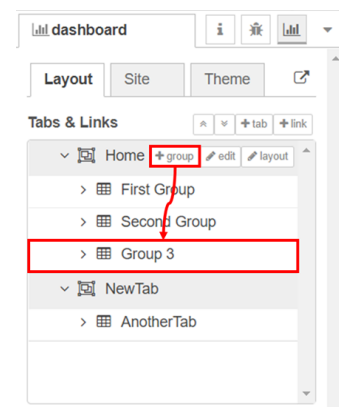 dashboard i
Layout Site Theme
Tabs & Links +tab +link
Home +group edit layout
First Group
Second Group
Group 3
NewTab
AnotherTab